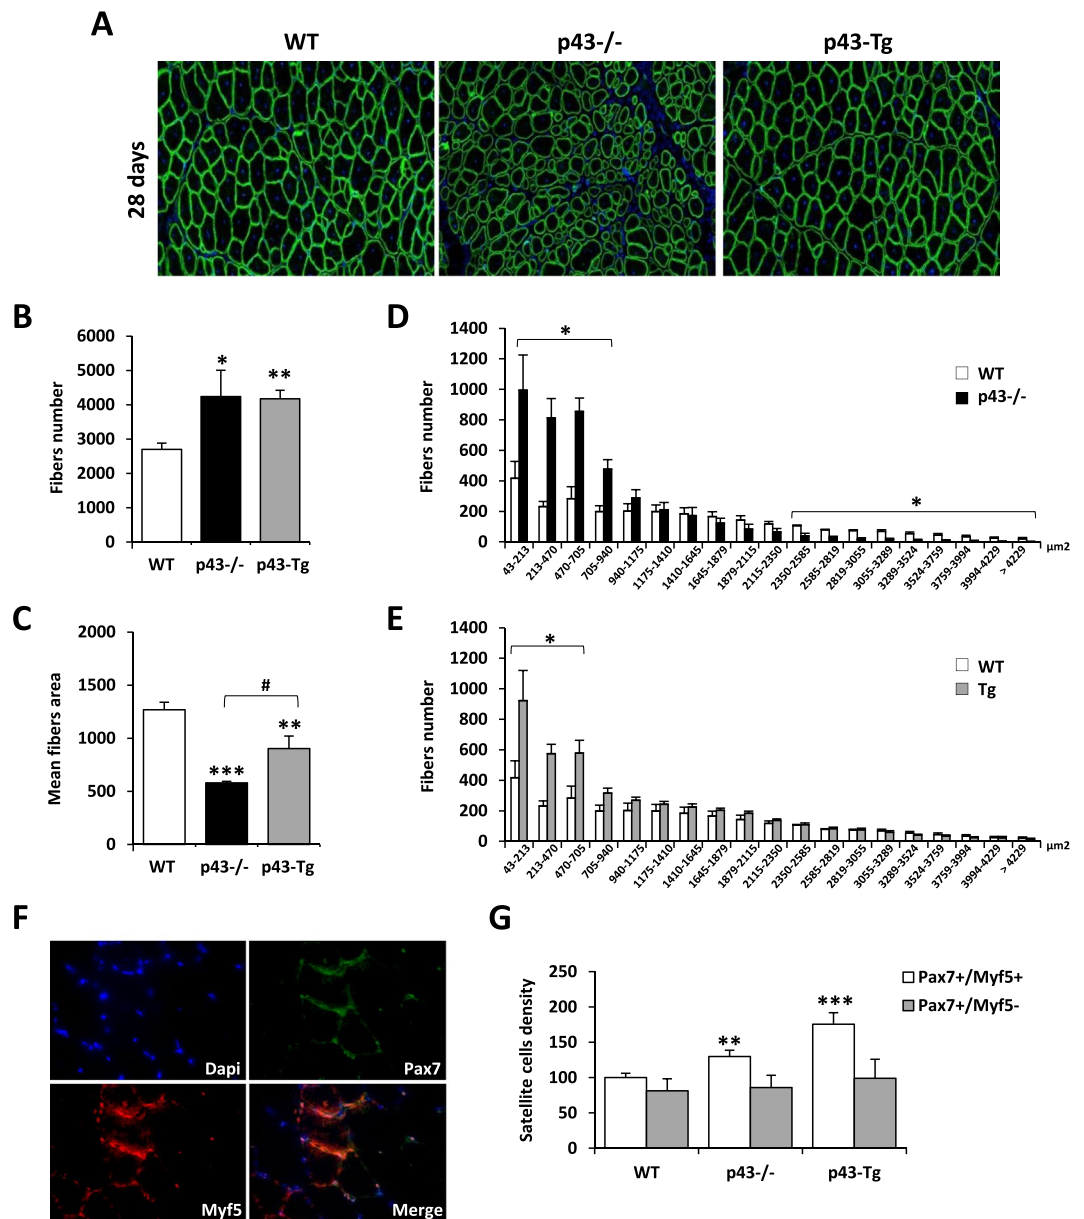 A
WT
p43-/-
p43-Tg
28 days
B
Fibers number
6000
5000
4000
3000
2000
1000
0
*
**
WT
p43-/-
p43-Tg
C
Mean fibers area
2000
1500
1000
500
0
***
#
**
WT
p43-/-
p43-Tg
D
Fibers number
1400
1200
1000
800
600
400
200
0
*
*
WT
p43-/-
43-213
213-470
470-705
705-940
940-1175
1175-1410
1410-1645
1645-1879
1879-2115
2115-2350
2350-2585
2585-2819
2819-3055
3055-3289
3289-3524
3524-3759
3759-3994
3994-4229
> 4229
µm2
E
Fibers number
1400
1200
1000
800
600
400
200
0
*
WT
Tg
43-213
213-470
470-705
705-940
940-1175
1175-1410
1410-1645
1645-1879
1879-2115
2115-2350
2350-2585
2585-2819
2819-3055
3055-3289
3289-3524
3524-3759
3759-3994
3994-4229
> 4229
µm2
F
Dapi
Pax7
Myf5
Merge
G
Satellite cells density
250
200
150
100
50
0
**
***
Pax7+/Myf5+
Pax7+/Myf5-
WT
p43-/-
p43-Tg